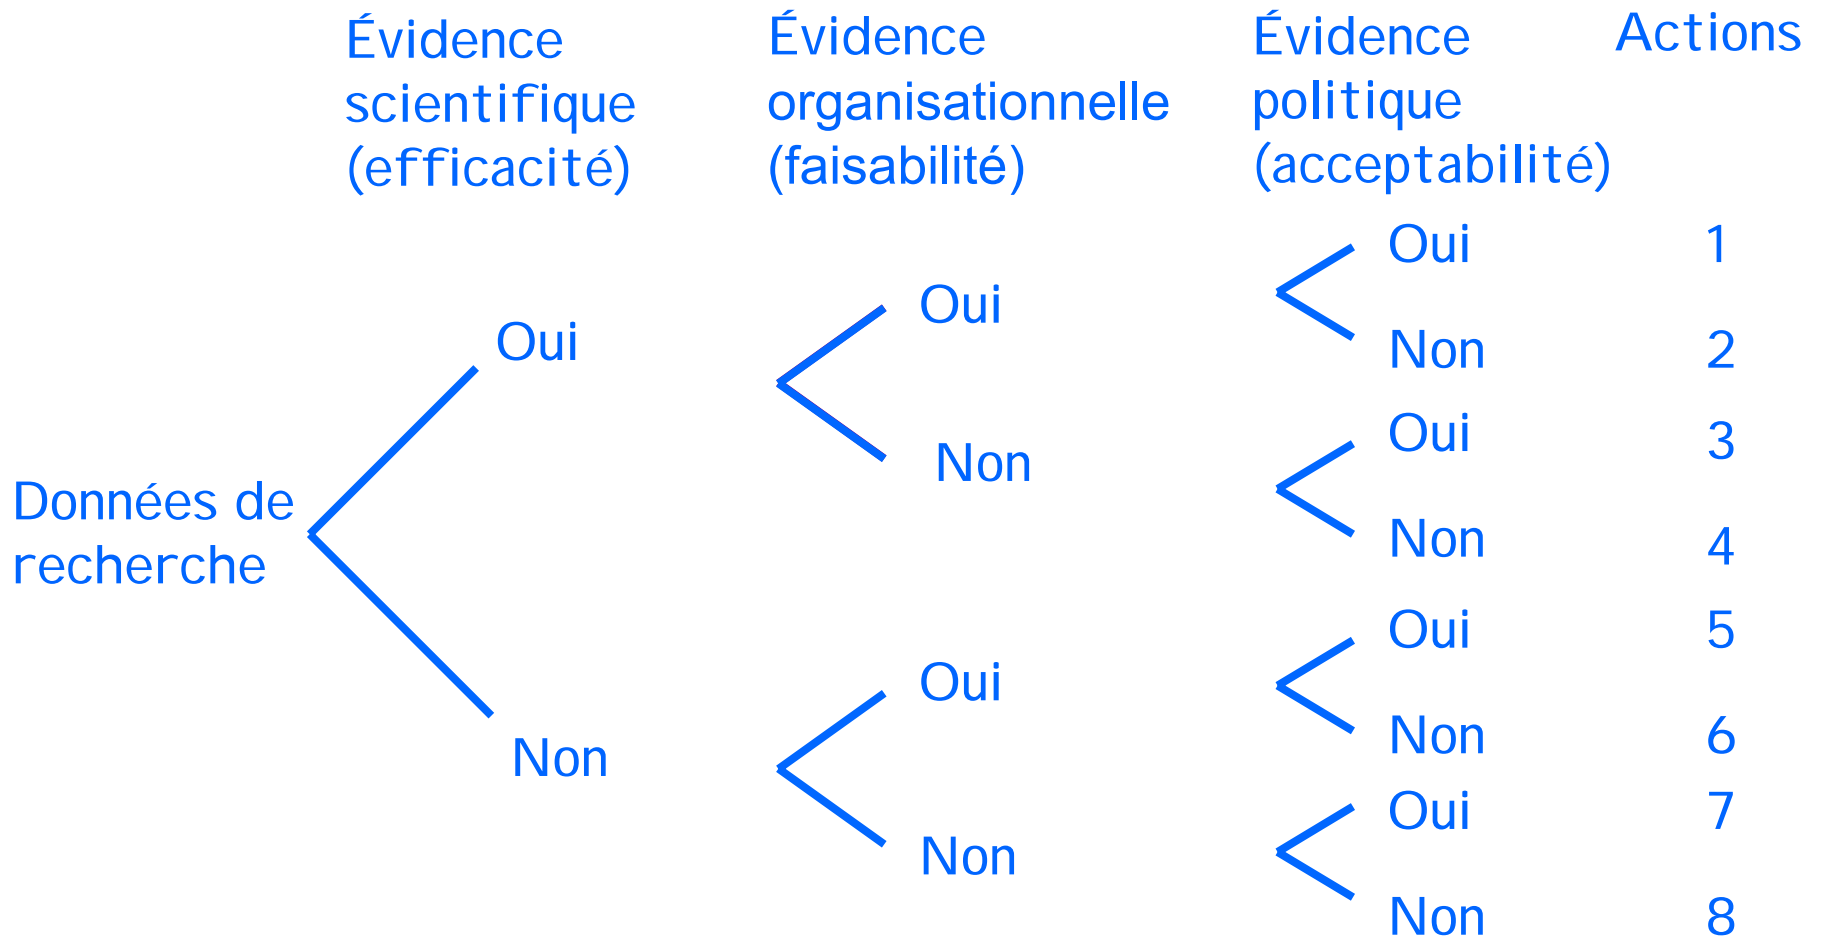 Évidence
scientifique
(efficacité)
Évidence
organisationnelle
(faisabilité)
Évidence
politique
(acceptabilité)
Actions
Données de
recherche
Oui
Non
Oui
Non
Oui
Non
Oui 1
Non 2
Oui 3
Non 4
Oui 5
Non 6
Oui 7
Non 8